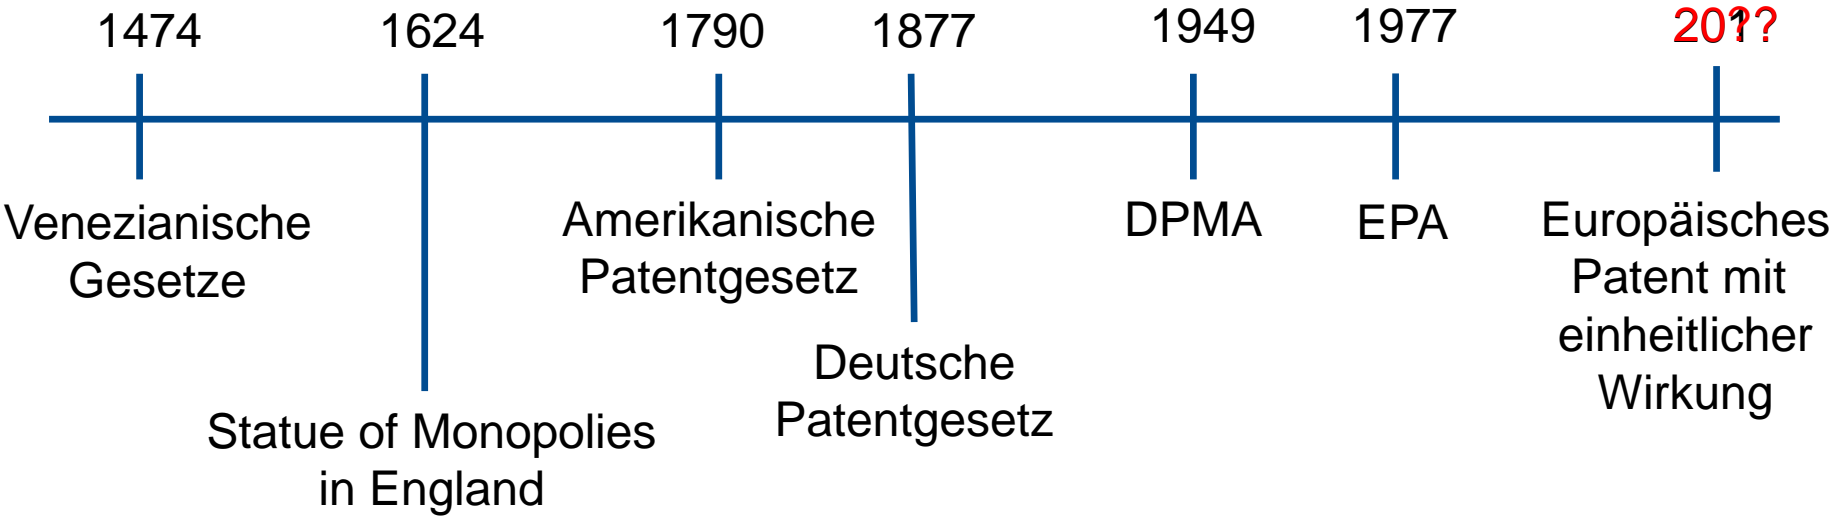 1474
1624
1790
1877
1949
1977
20??
Venezianische
Gesetze
Statue of Monopolies
in England
Amerikanische
Patentgesetz
Deutsche
Patentgesetz
DPMA
EPA
Europäisches
Patent mit
einheitlicher
Wirkung